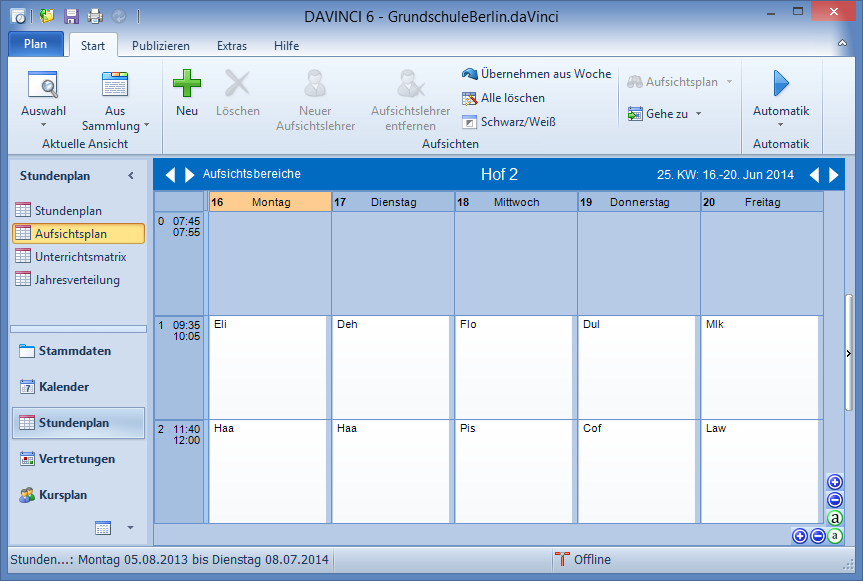 DAVINCI 6 - GrundschuleBerlin.daVinci
Plan Start Publizieren Extras Hilfe
Auswahl
Aus Sammlung
Aktuelle Ansicht
Neu
Löschen
Neuer Aufsichtslehrer
Aufsichtslehrer entfernen
Übernehmen aus Woche
Alle löschen
Schwarz/Weiß
Aufsichten
Aufsichtsplan
Gehe zu
Automatik
Automatik
Stundenplan
Stundenplan
Aufsichtsplan
Unterrichtsmatrix
Jahresverteilung
Stammdaten
Kalender
Stundenplan
Vertretungen
Kursplan
Aufsichtsbereiche Hof 2 25. KW: 16.-20. Jun 2014
16 Montag 17 Dienstag 18 Mittwoch 19 Donnerstag 20 Freitag
0 07:45
07:55
1 09:35 Eli Deh Flo Dul Mlk
10:05
2 11:40 Haa Haa Pis Cof Law
12:00
a
a
Stunden...: Montag 05.08.2013 bis Dienstag 08.07.2014 Offline